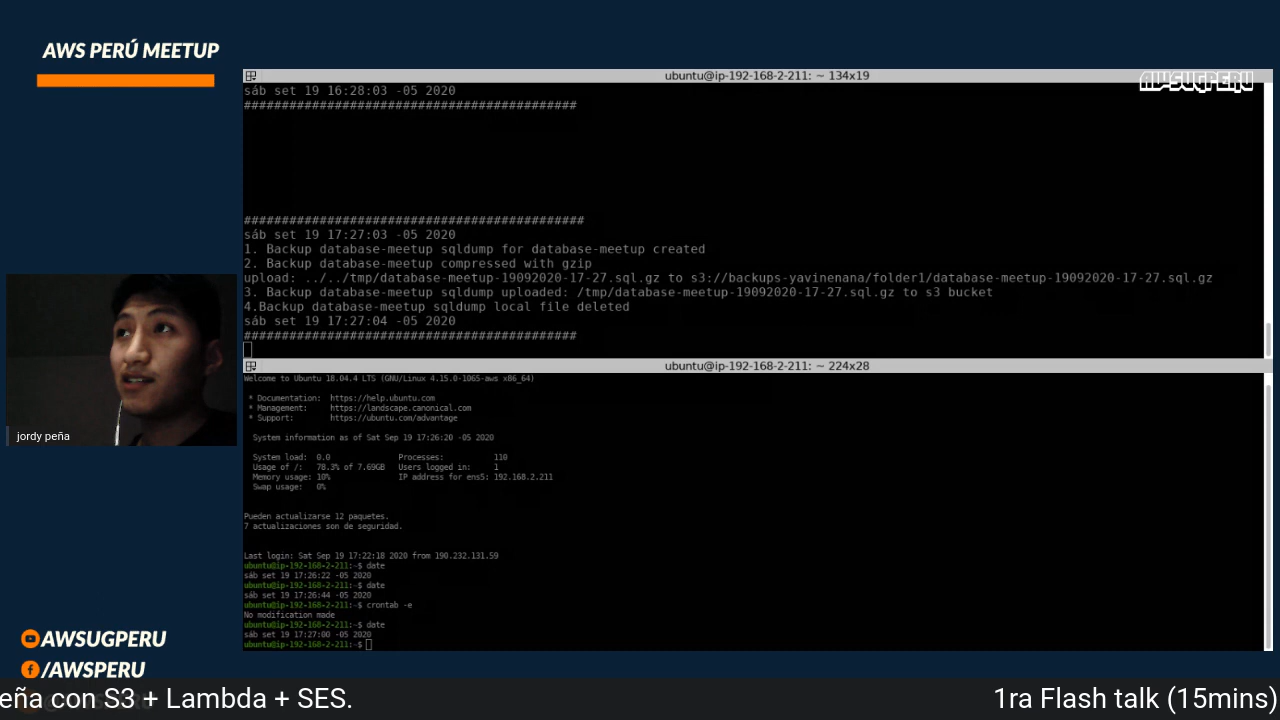 AWS PERÚ MEETUP
ubuntu@ip-192-168-2-211: ~ 134x19
AWSUGPERU
sáb set 19 16:28:03 -05 2020
############################################
#############################################
sáb set 19 17:27:03 -05 2020
1. Backup database-meetup sqldump for database-meetup created
2. Backup database-meetup compressed with gzip
upload: ../../tmp/database-meetup-19092020-17-27.sql.gz to s3://backups-yavinenana/folder1/database-meetup-19092020-17-27.sql.gz
3. Backup database-meetup sqldump uploaded: /tmp/database-meetup-19092020-17-27.sql.gz to s3 bucket
4.Backup database-meetup sqldump local file deleted
sáb set 19 17:27:04 -05 2020
############################################
ubuntu@ip-192-168-2-211: ~ 224x28
Welcome to Ubuntu 18.04.4 LTS (GNU/Linux 4.15.0-1065-aws x86_64)
* Documentation: https://help.ubuntu.com
* Management: https://landscape.canonical.com
* Support: https://ubuntu.com/advantage
System information as of Sat Sep 19 17:26:20 -05 2020
System load: 0.0 Processes: 110
Usage of /: 78.3% of 7.69GB Users logged in: 1
Memory usage: 10% IP address for ens5: 192.168.2.211
Swap usage: 0%
Pueden actualizarse 12 paquetes.
7 actualizaciones son de seguridad.
Last login: Sat Sep 19 17:22:18 2020 from 190.232.131.59
ubuntu@ip-192-168-2-211:~$ date
sáb set 19 17:26:22 -05 2020
ubuntu@ip-192-168-2-211:~$ date
sáb set 19 17:26:44 -05 2020
ubuntu@ip-192-168-2-211:~$ crontab -e
No modification made
ubuntu@ip-192-168-2-211:~$ date
sáb set 19 17:27:00 -05 2020
ubuntu@ip-192-168-2-211:~$
jordy peña
AWSUGPERU
/AWSPERU
eña con S3 + Lambda + SES.
1ra Flash talk (15mins)